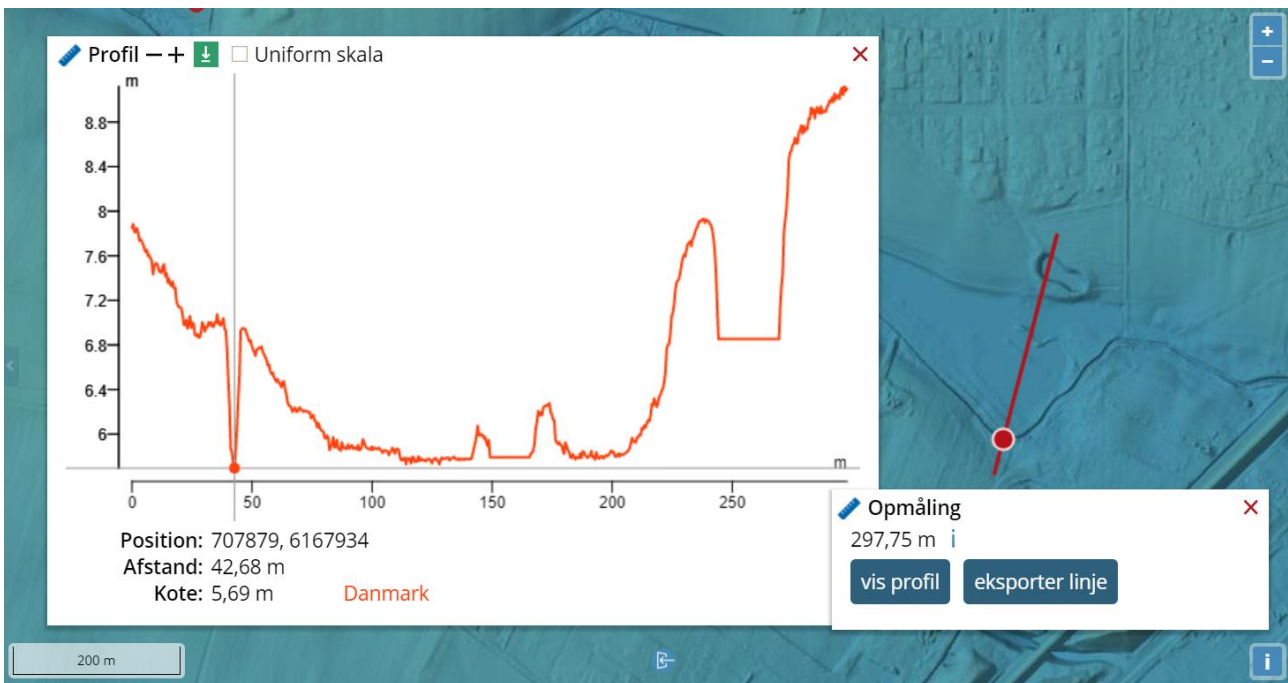 Profil − + Uniform skala
m
8.8
8.4
8
7.6
7.2
6.8
6.4
6
m
0 50 100 150 200 250
Position: 707879, 6167934
Afstand: 42,68 m
Kote: 5,69 m Danmark
Opmåling
297,75 m i
vis profil eksporter linje
200 m
+
−
i